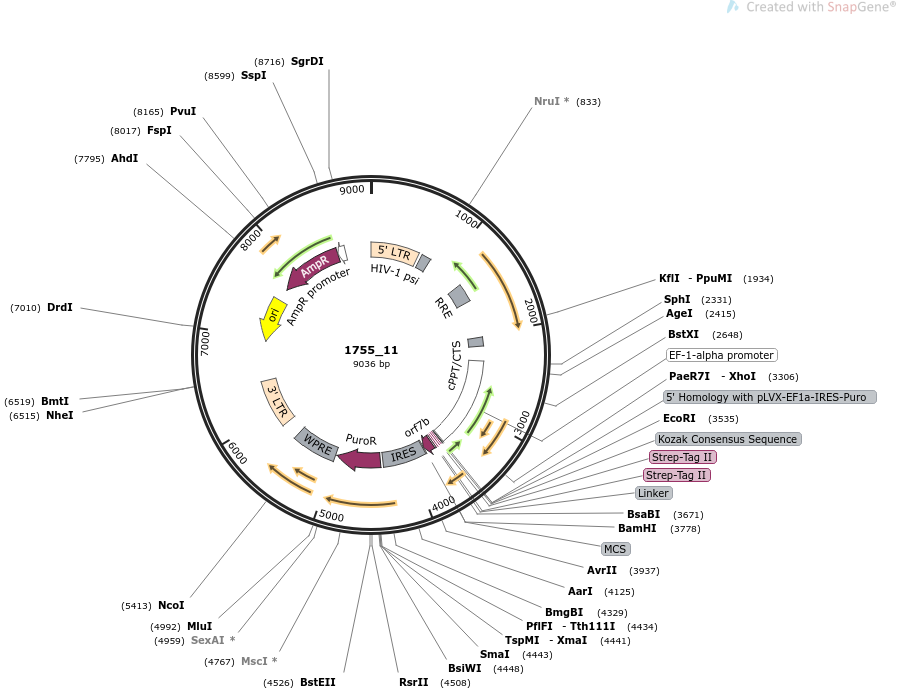 Created with SnapGene®
(8716) SgrDI
(8599) SspI
(8165) PvuI
(8017) FspI
(7795) AhdI
NruI * (833)
9000
1000
8000
2000
7000
3000
6000
5000
4000
5' LTR
HIV-1 psi
AmpR
AmpR promoter
RRE
ori
cPPT/CTS
1755_11
9036 bp
3' LTR
WPRE
PuroR
IRES
orf7b
KflI - PpuMI (1934)
SphI (2331)
AgeI (2415)
BstXI (2648)
EF-1-alpha promoter
PaeR7I - XhoI (3306)
5' Homology with pLVX-EF1a-IRES-Puro
EcoRI (3535)
Kozak Consensus Sequence
Strep-Tag II
Strep-Tag II
Linker
BsaBI (3671)
BamHI (3778)
MCS
AvrII (3937)
AarI (4125)
BmgBI (4329)
PflFI - Tth111I (4434)
TspMI - XmaI (4441)
SmaI (4443)
BsiWI (4448)
RsrII (4508)
(4526) BstEII
(4767) MscI *
(4959) SexAI *
(4992) MluI
(5413) NcoI
(6515) NheI
(6519) BmtI
(7010) DrdI